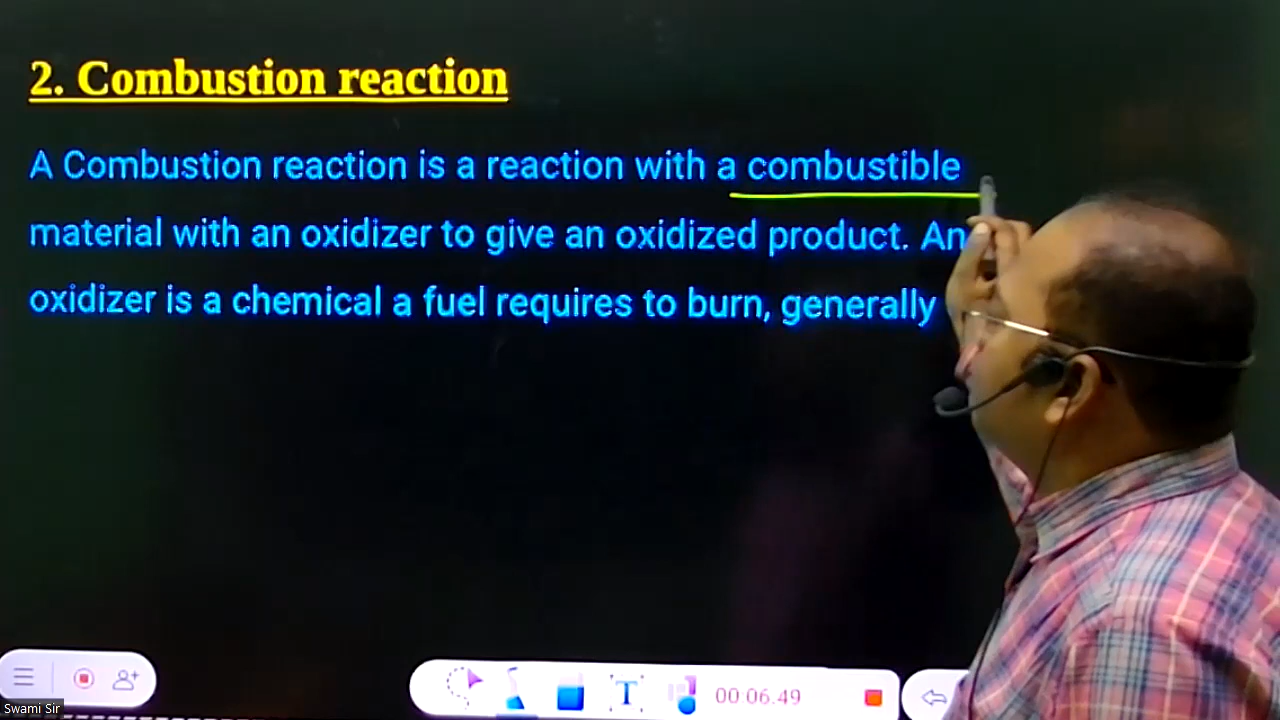 2. Combustion reaction
A Combustion reaction is a reaction with a combustible
material with an oxidizer to give an oxidized product. An
oxidizer is a chemical a fuel requires to burn, generally
T
00:06.49
Swami Sir